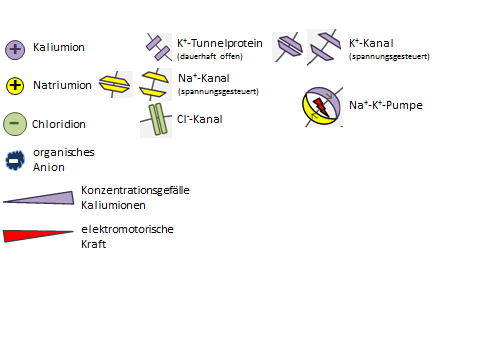 Kaliumion
K⁺-Tunnelprotein
(dauerhaft offen)
K⁺-Kanal
(spannungsgesteuert)
Natriumion
Na⁺-Kanal
(spannungsgesteuert)
Na⁺-K⁺-Pumpe
Chloridion
Cl⁻-Kanal
organisches
Anion
Konzentrationsgefälle
Kaliumionen
elektromotorische
Kraft